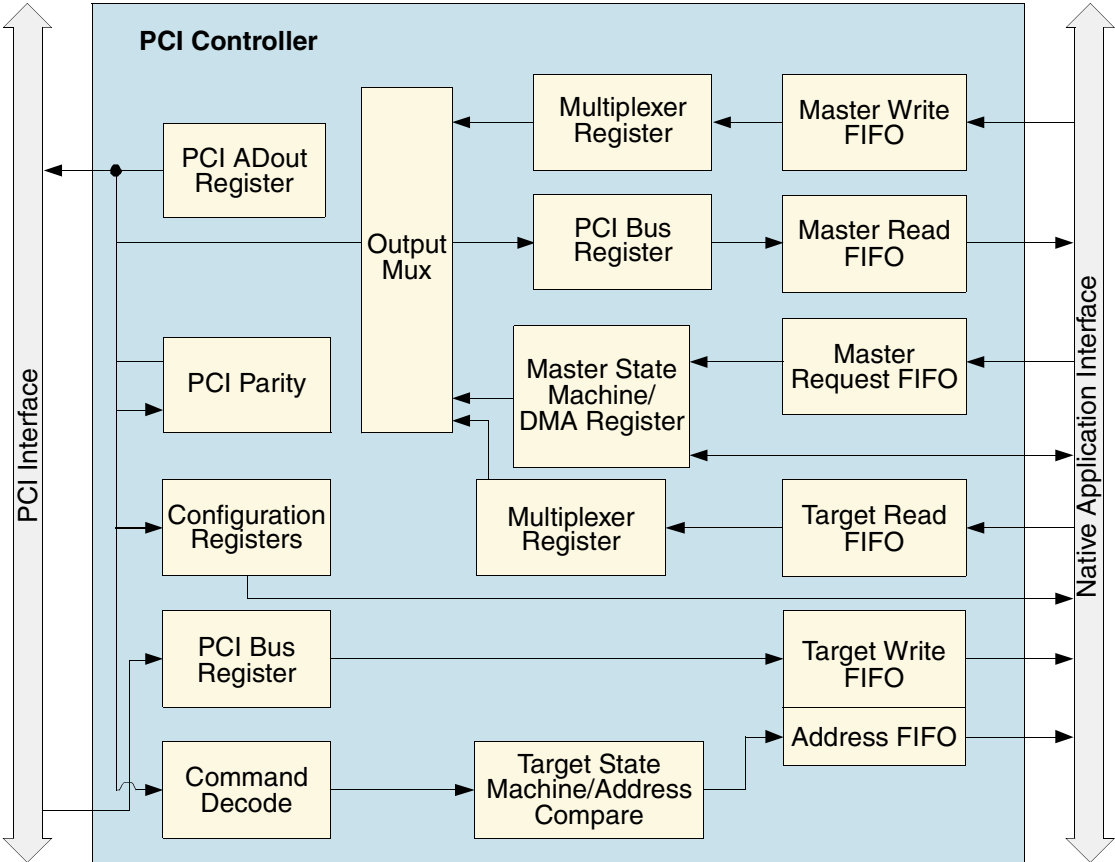 PCI Controller
PCI Interface
PCI ADout
Register
Output
Mux
Multiplexer
Register
Master Write
FIFO
PCI Bus
Register
Master Read
FIFO
PCI Parity
Master State
Machine/
DMA Register
Master
Request FIFO
Configuration
Registers
Multiplexer
Register
Target Read
FIFO
PCI Bus
Register
Target Write
FIFO
Address FIFO
Command
Decode
Target State
Machine/Address
Compare
Native Application Interface